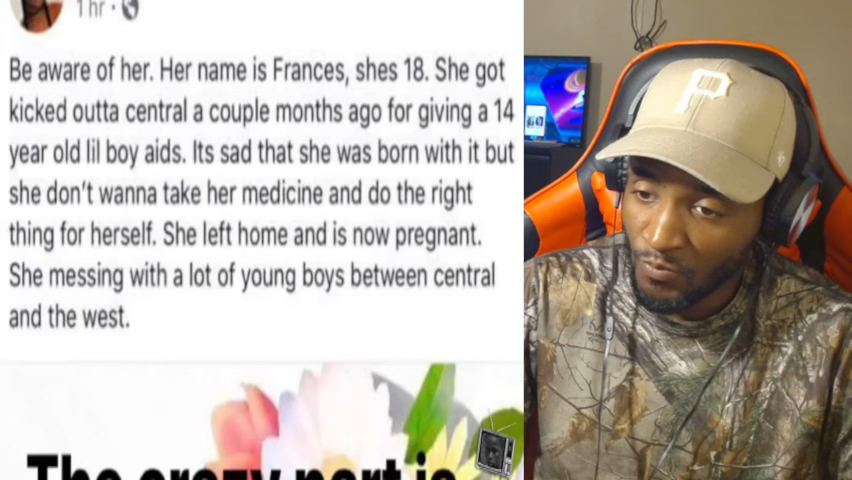 1 hr ·
Be aware of her. Her name is Frances, shes 18. She got
kicked outta central a couple months ago for giving a 14
year old lil boy aids. Its sad that she was born with it but
she don't wanna take her medicine and do the right
thing for herself. She left home and is now pregnant.
She messing with a lot of young boys between central
and the west.
The crazy part is
P